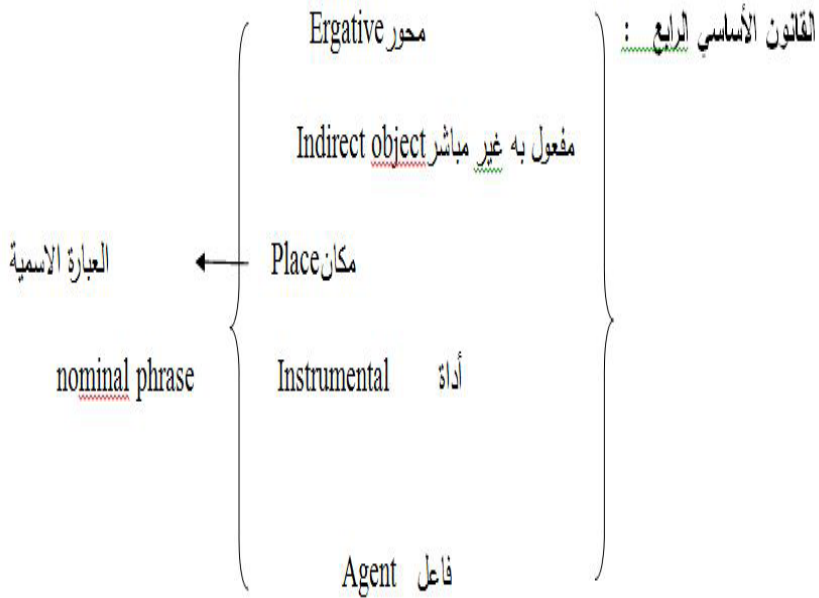 القانون الأساسي الرابع :
محور Ergative
مفعول به غير مباشر Indirect object
مكان Place
العبارة الاسمية
أداة Instrumental
nominal phrase
فاعل Agent